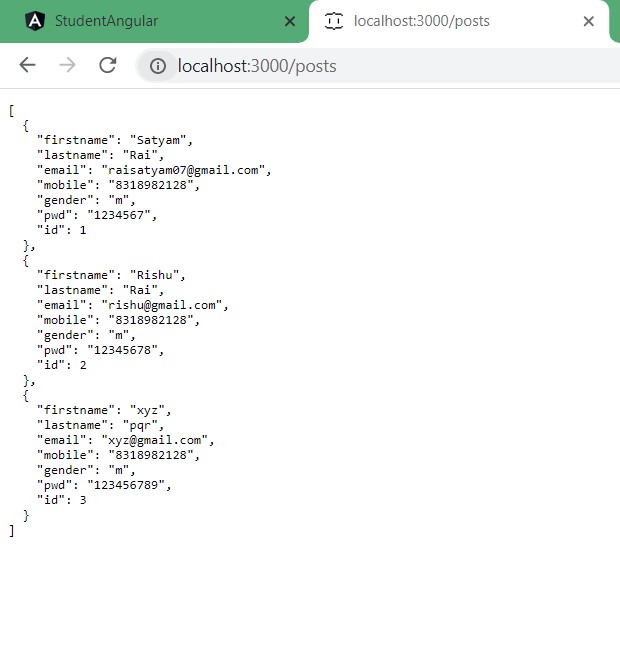 StudentAngular
localhost:3000/posts
localhost:3000/posts
[
  {
    "firstname": "Satyam",
    "lastname": "Rai",
    "email": "raisatyam07@gmail.com",
    "mobile": "8318982128",
    "gender": "m",
    "pwd": "1234567",
    "id": 1
  },
  {
    "firstname": "Rishu",
    "lastname": "Rai",
    "email": "rishu@gmail.com",
    "mobile": "8318982128",
    "gender": "m",
    "pwd": "12345678",
    "id": 2
  },
  {
    "firstname": "xyz",
    "lastname": "pqr",
    "email": "xyz@gmail.com",
    "mobile": "8318982128",
    "gender": "m",
    "pwd": "123456789",
    "id": 3
  }
]